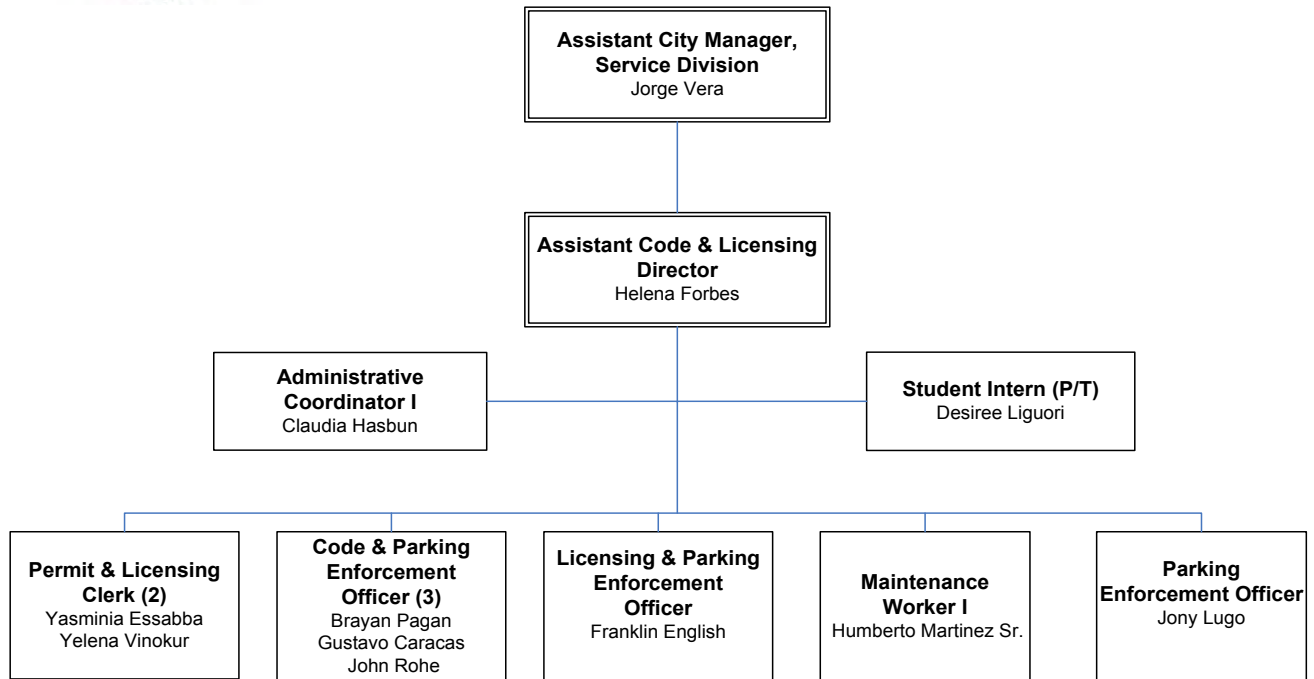 Assistant City Manager,
Service Division
Jorge Vera
Assistant Code & Licensing
Director
Helena Forbes
Administrative
Coordinator I
Claudia Hasbun
Student Intern (P/T)
Desiree Liguori
Permit & Licensing
Clerk (2)
Yasminia Essabba
Yelena Vinokur
Code & Parking
Enforcement
Officer (3)
Brayan Pagan
Gustavo Caracas
John Rohe
Licensing & Parking
Enforcement
Officer
Franklin English
Maintenance
Worker I
Humberto Martinez Sr.
Parking
Enforcement Officer
Jony Lugo